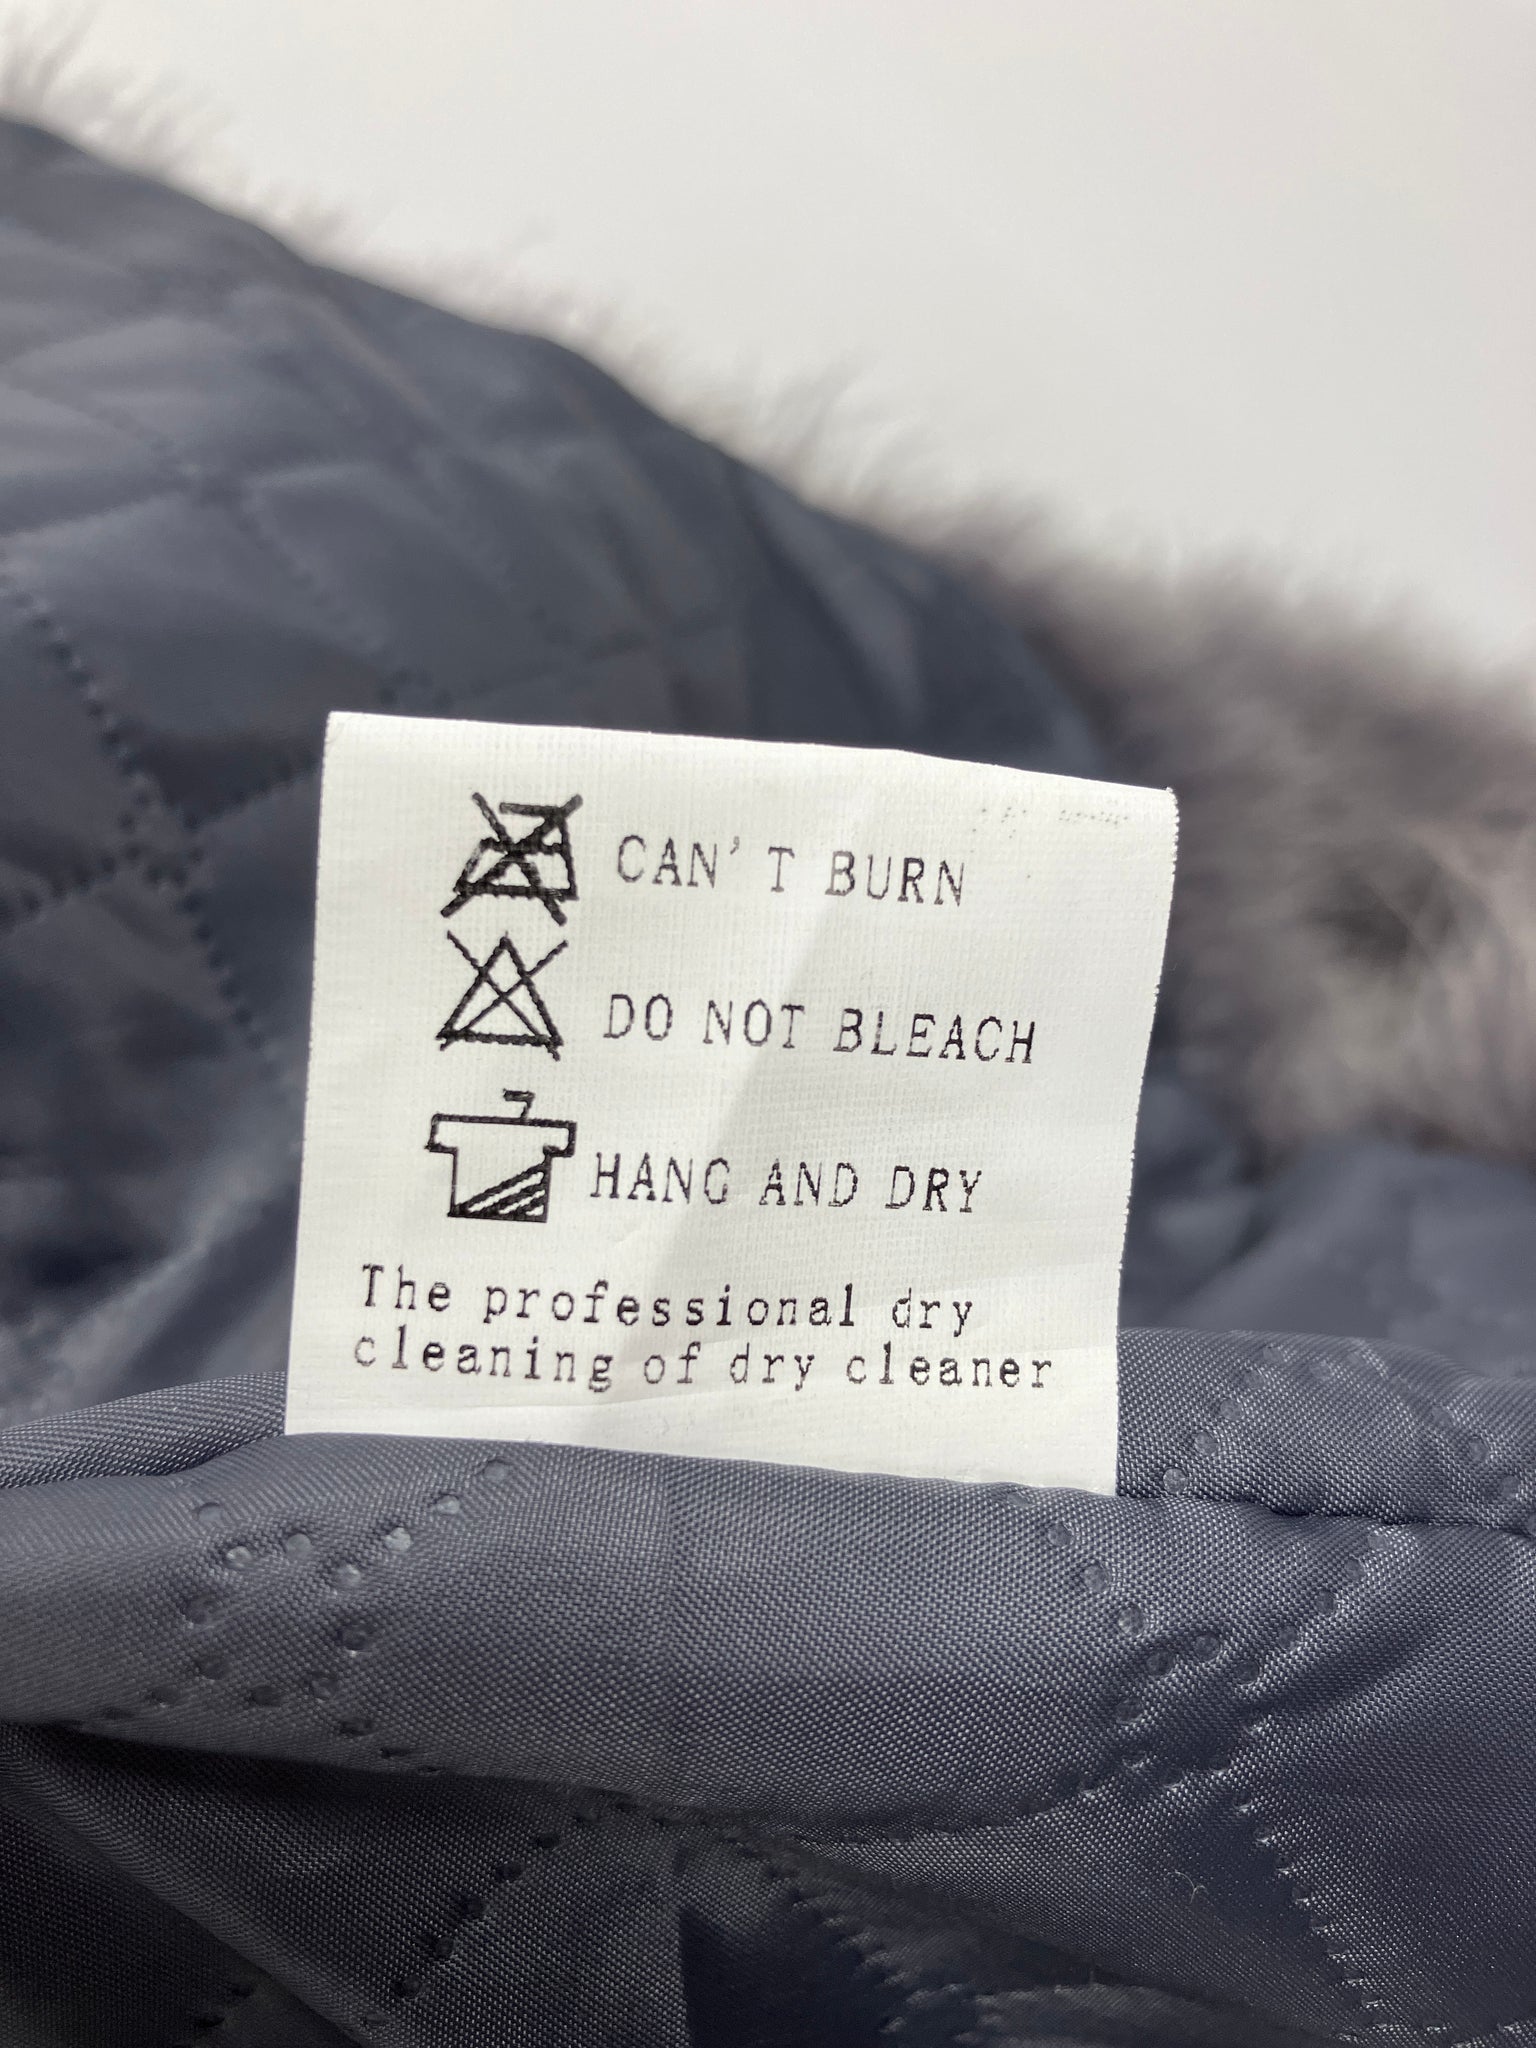 CAN'T BURN
DO NOT BLEACH
HANG AND DRY
The professional dry
cleaning of dry cleaner